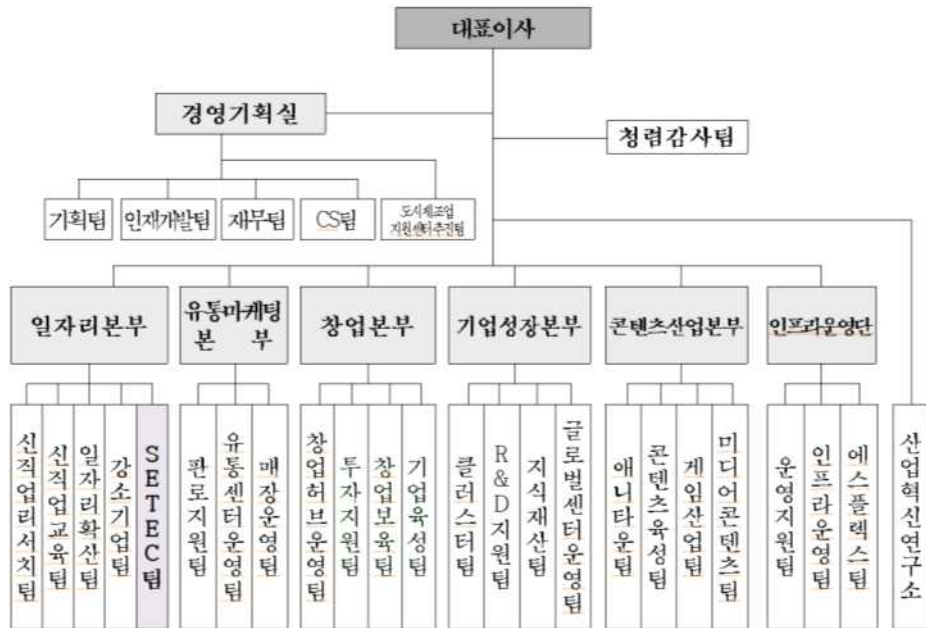 대표이사
경영기획실
청렴감사팀
기획팀
인재개발팀
재무팀
CS팀
도시제조업
지원센터추진팀
일자리본부
유통마케팅
본 부
창업본부
기업성장본부
콘텐츠산업본부
인프라운영단
신직업리서치팀
신직업교육팀
일자리확산팀
강소기업팀
SETEC팀
판로지원팀
유통센터운영팀
매장운영팀
창업허브운영팀
투자지원팀
창업보육팀
기업육성팀
클러스터팀
R&D지원팀
지식재산팀
글로벌센터운영팀
애니타운팀
콘텐츠육성팀
게임산업팀
미디어콘텐츠팀
운영지원팀
인프라운영팀
에스플렉스팀
산업혁신연구소